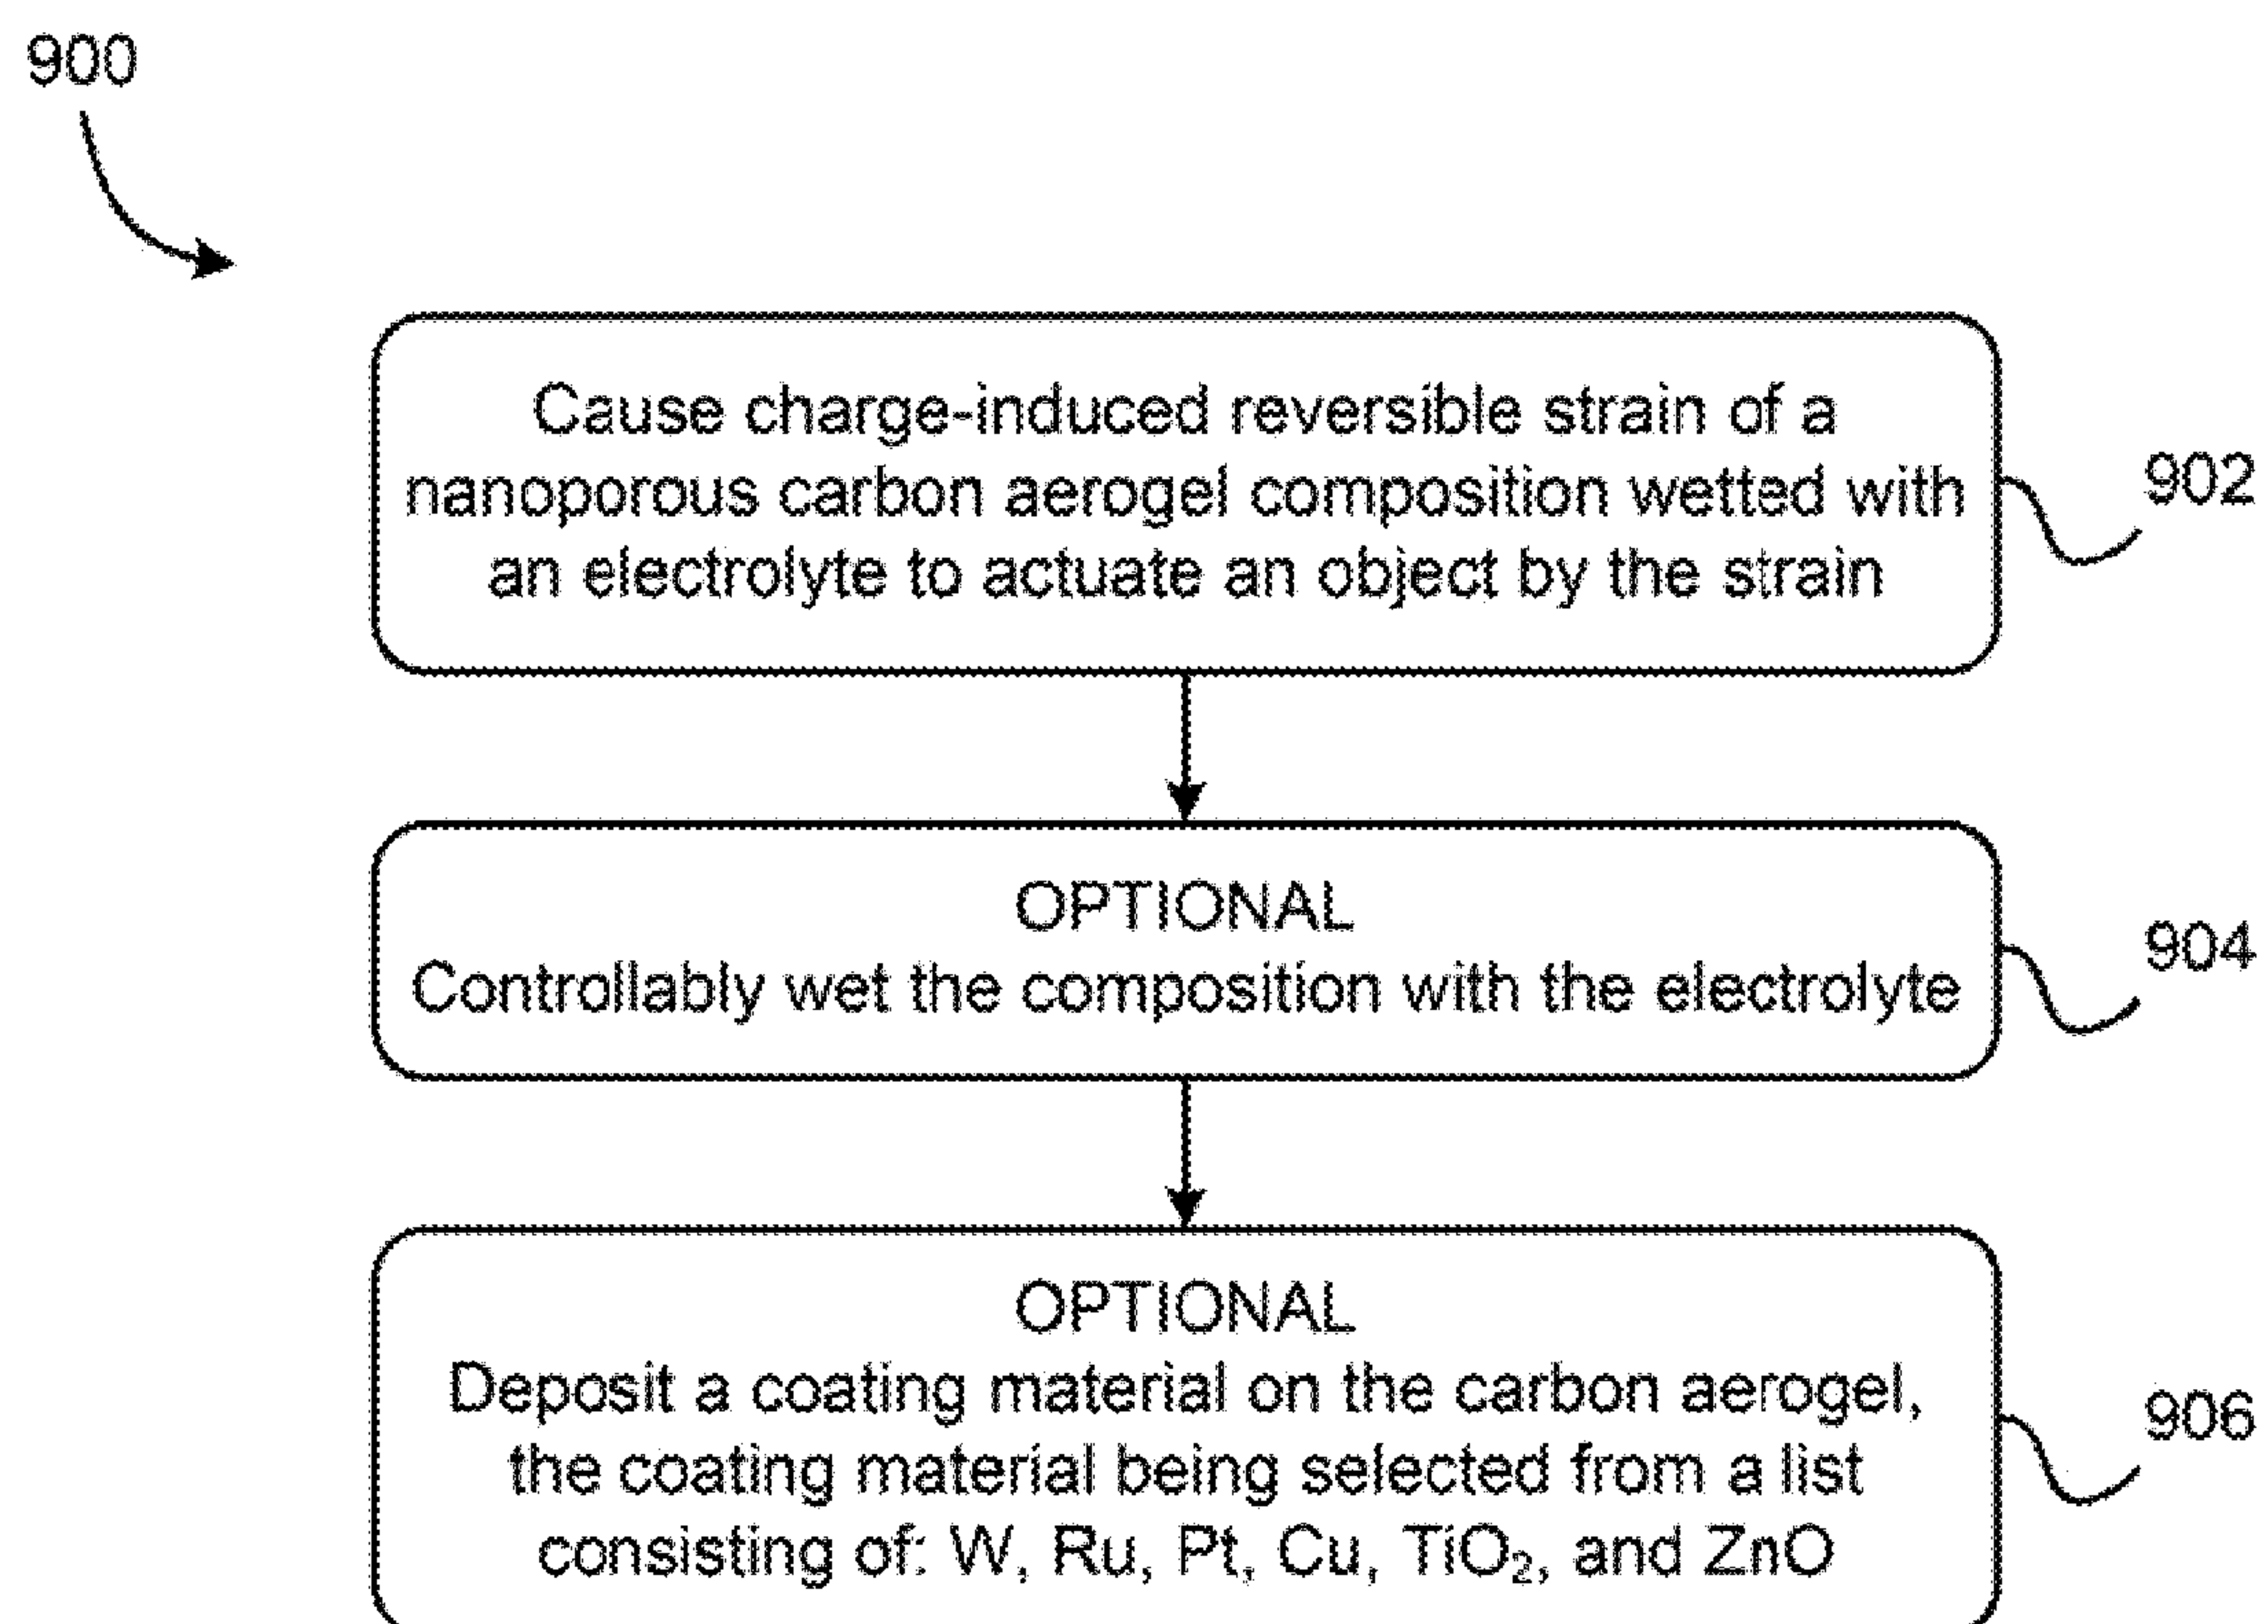 900
Cause charge-induced reversible strain of a
nanoporous carbon aerogel composition wetted with
an electrolyte to actuate an object by the strain
902
OPTIONAL
Controllably wet the composition with the electrolyte
904
OPTIONAL
Deposit a coating material on the carbon aerogel,
the coating material being selected from a list
consisting of: W, Ru, Pt, Cu, TiO₂, and ZnO
906